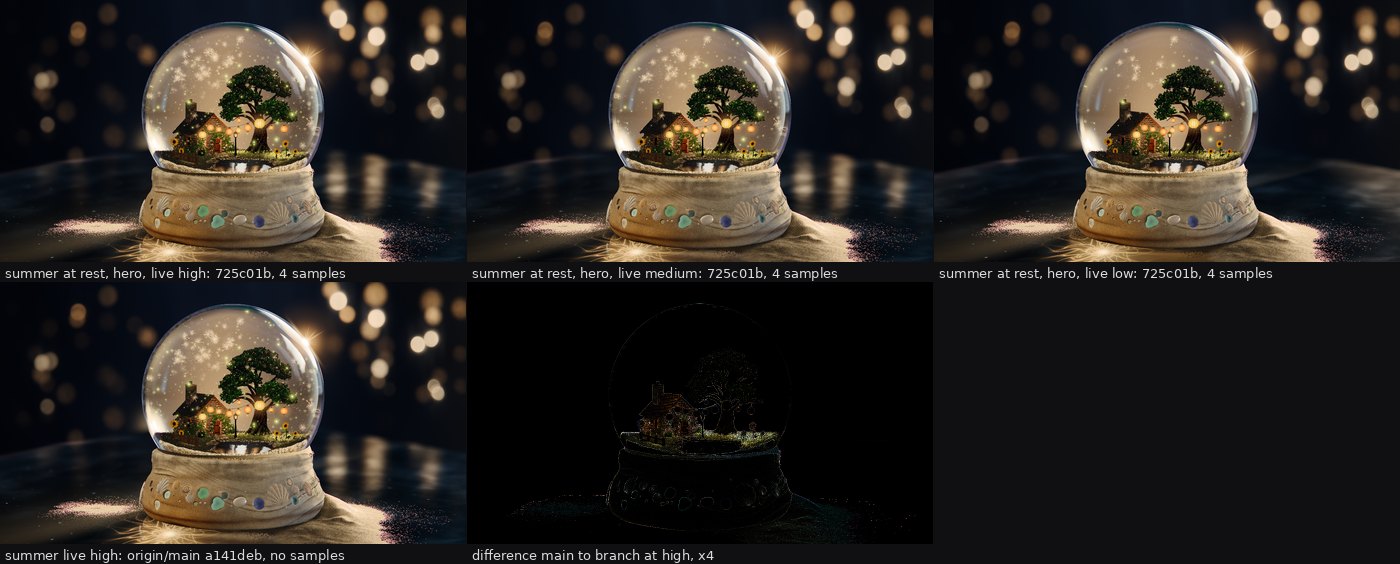 summer at rest, hero, live high: 725c01b, 4 samples
summer at rest, hero, live medium: 725c01b, 4 samples
summer at rest, hero, live low: 725c01b, 4 samples
summer live high: origin/main a141deb, no samples
difference main to branch at high, x4